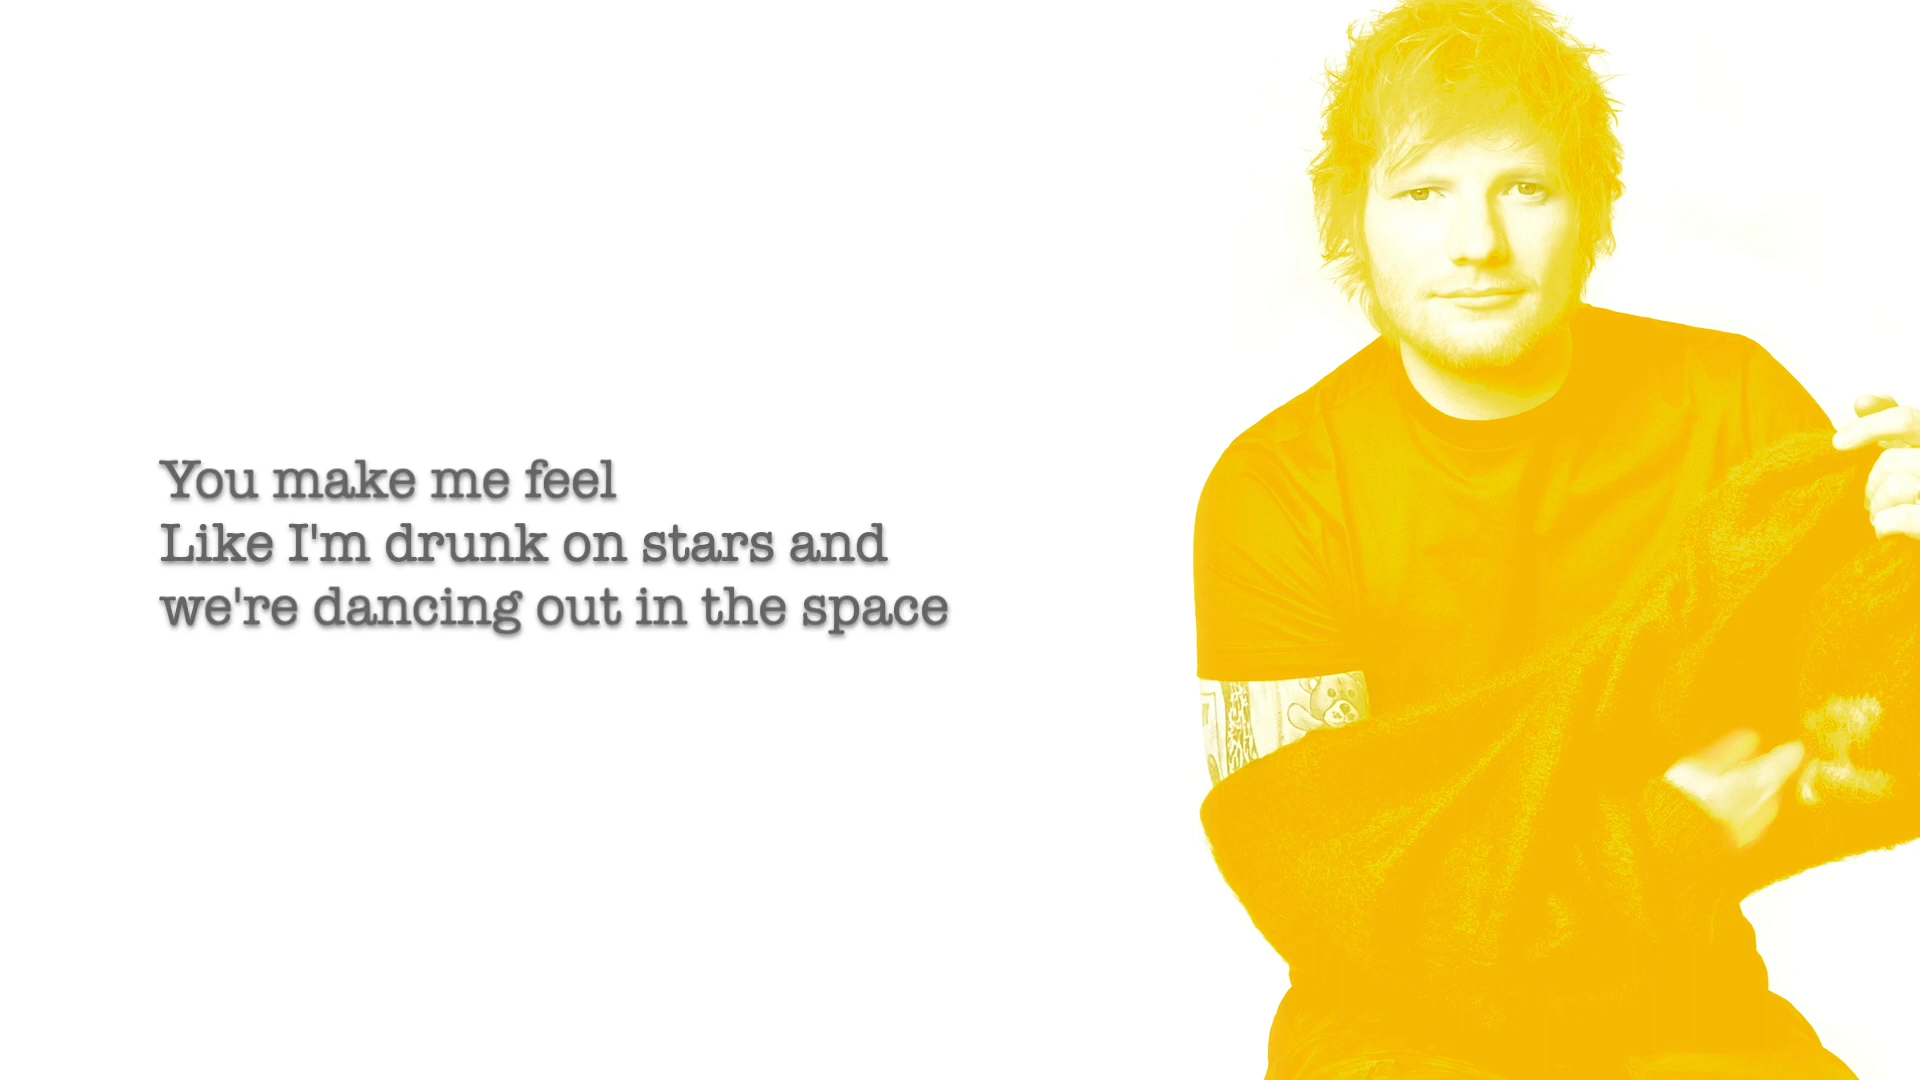 You make me feel
Like I'm drunk on stars and
we're dancing out in the space